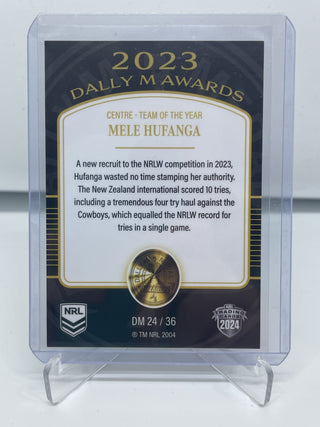 2023
DALLY M AWARDS
CENTRE - TEAM OF THE YEAR
MELE HUFANGA
A new recruit to the NRLW competition in 2023,
Hufanga wasted no time stamping her authority.
The New Zealand international scored 10 tries,
including a tremendous four try haul against the
Cowboys, which equalled the NRLW record for
tries in a single game.
NRL
DM 24 / 36
© TM NRL 2004
TRADING
CARDS
2024